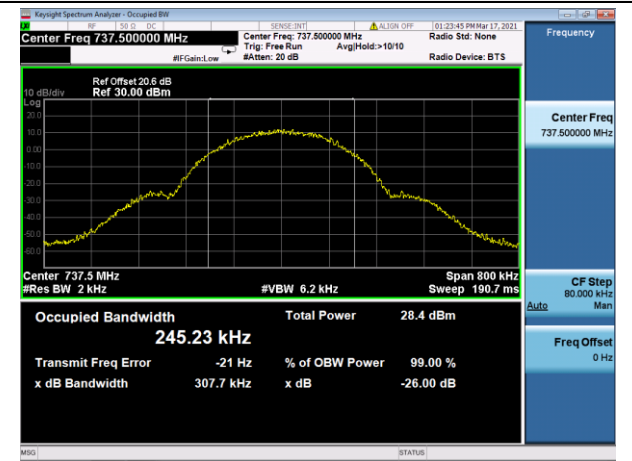 Keysight Spectrum Analyzer - Occupied BW
RF 50 Ω DC SENSE:INT ALIGN OFF 01:23:45 PM Mar 17, 2021
Center Freq 737.500000 MHz Center Freq: 737.500000 MHz Radio Std: None
Trig: Free Run Avg|Hold:>10/10
#IFGain:Low #Atten: 20 dB Radio Device: BTS
Frequency
Ref Offset 20.6 dB
10 dB/div Ref 30.00 dBm
Log
20.0
10.0
0.00
-10.0
-20.0
-30.0
-40.0
-50.0
-60.0
Center 737.5 MHz Span 800 kHz
#Res BW 2 kHz #VBW 6.2 kHz Sweep 190.7 ms
Occupied Bandwidth Total Power 28.4 dBm
245.23 kHz
Transmit Freq Error -21 Hz % of OBW Power 99.00 %
x dB Bandwidth 307.7 kHz x dB -26.00 dB
Center Freq
737.500000 MHz
CF Step
80.000 kHz
Auto Man
Freq Offset
0 Hz
MSG STATUS